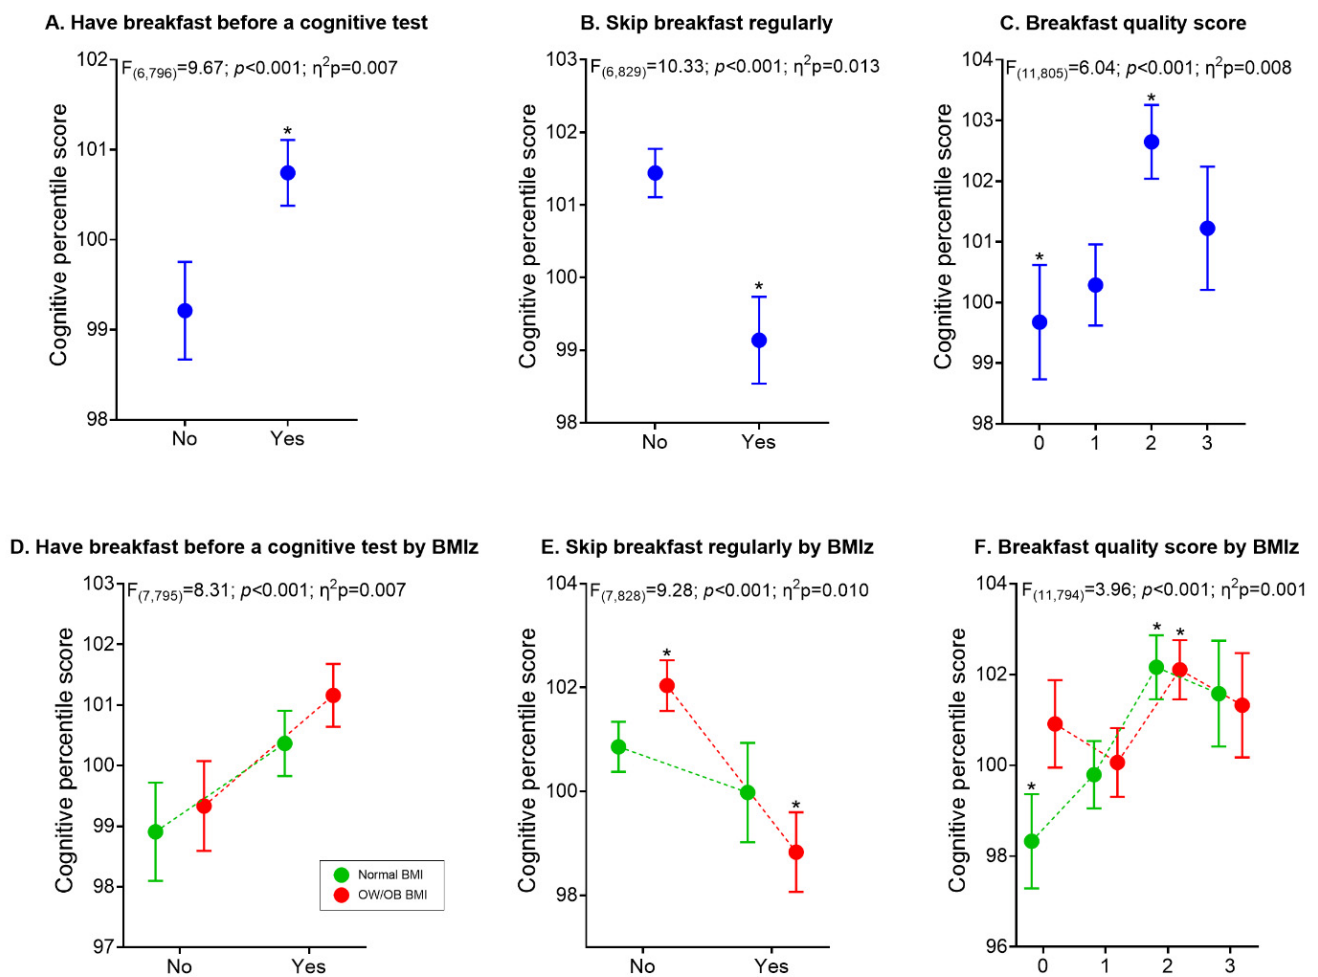 A. Have breakfast before a cognitive test
F(6,796)=9.67; p<0.001; η²p=0.007
Cognitive percentile score
102
101
100
99
98
No
Yes
*
B. Skip breakfast regularly
F(6,829)=10.33; p<0.001; η²p=0.013
Cognitive percentile score
103
102
101
100
99
98
No
Yes
*
C. Breakfast quality score
F(11,805)=6.04; p<0.001; η²p=0.008
Cognitive percentile score
104
103
102
101
100
99
98
0
1
2
3
*
*
D. Have breakfast before a cognitive test by BMIz
F(7,795)=8.31; p<0.001; η²p=0.007
Cognitive percentile score
103
102
101
100
99
98
97
No
Yes
Normal BMI
OW/OB BMI
E. Skip breakfast regularly by BMIz
F(7,828)=9.28; p<0.001; η²p=0.010
Cognitive percentile score
104
102
100
98
No
Yes
*
*
F. Breakfast quality score by BMIz
F(11,794)=3.96; p<0.001; η²p=0.001
Cognitive percentile score
104
102
100
98
96
0
1
2
3
*
* *